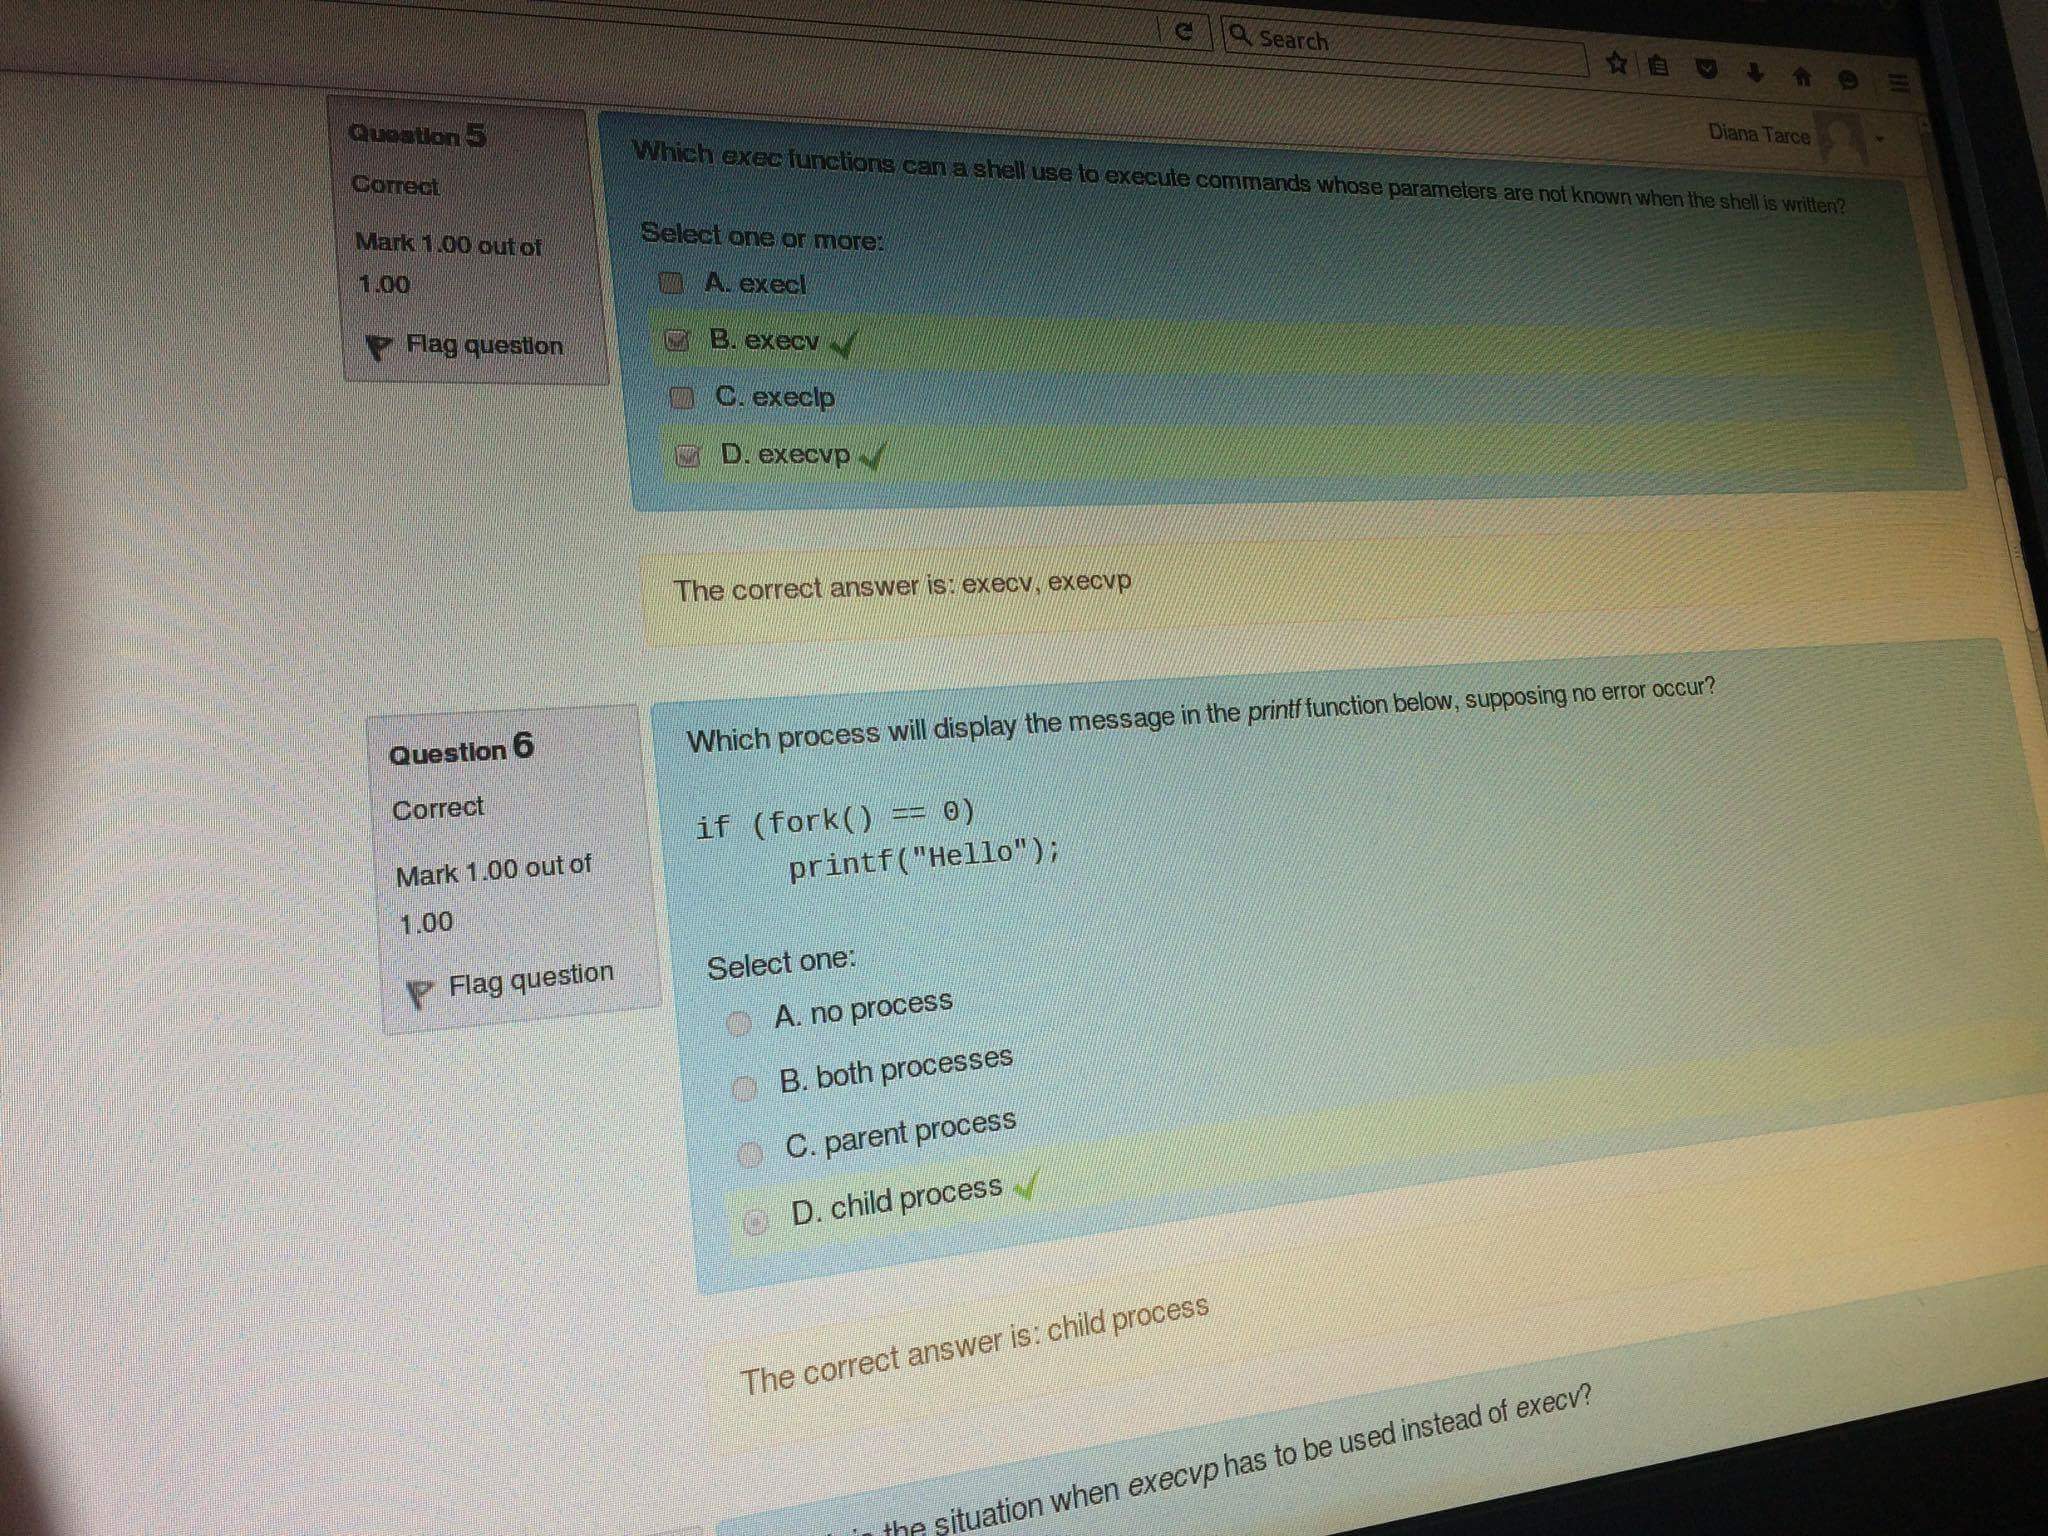 Search
Diana Tarce
Question 5
Correct
Mark 1.00 out of
1.00
Flag question
Which exec functions can a shell use to execute commands whose parameters are not known when the shell is written?
Select one or more:
A. execl
B. execv
C. execlp
D. execvp
The correct answer is: execv, execvp
Question 6
Correct
Mark 1.00 out of
1.00
Flag question
Which process will display the message in the printf function below, supposing no error occur?
if (fork() == 0)
printf("Hello");
Select one:
A. no process
B. both processes
C. parent process
D. child process
The correct answer is: child process
the situation when execvp has to be used instead of execv?